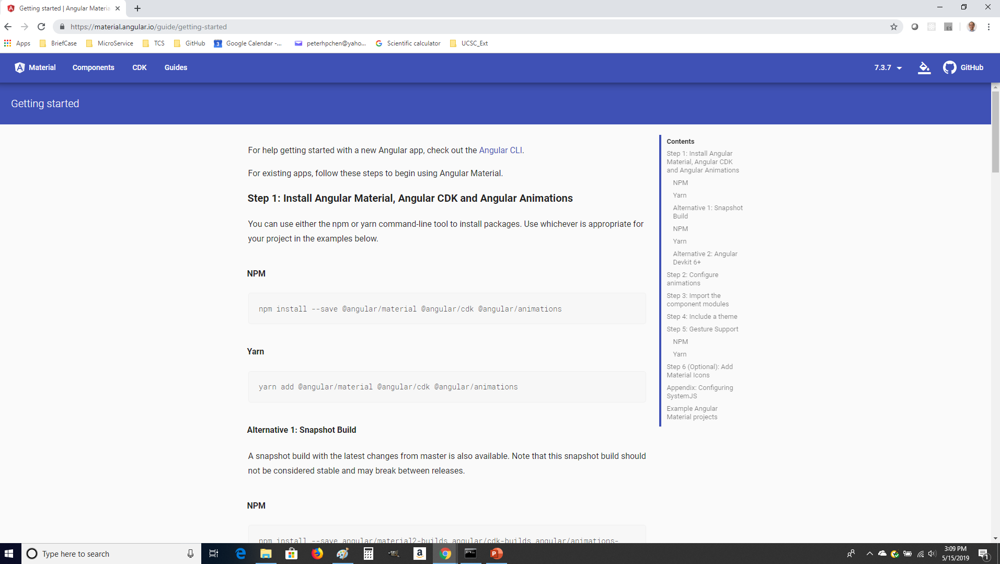 Getting started | Angular Materia
https://material.angular.io/guide/getting-started
ES
Apps
BriefCase
MicroService
TCS
GitHub
3
Google Calendar -...
peterhpchen@yaho...
Scientific calculator
UCSC_Ext
Material
Components
CDK
Guides
7.3.7
GitHub
Getting started
For help getting started with a new Angular app, check out the Angular CLI.
For existing apps, follow these steps to begin using Angular Material.
Step 1: Install Angular Material, Angular CDK and Angular Animations
You can use either the npm or yarn command-line tool to install packages. Use whichever is appropriate for
your project in the examples below.
NPM
npm install --save @angular/material @angular/cdk @angular/animations
Yarn
yarn add @angular/material @angular/cdk @angular/animations
Alternative 1: Snapshot Build
A snapshot build with the latest changes from master is also available. Note that this snapshot build should
not be considered stable and may break between releases.
NPM
npm install --save angular/material2-builds angular/cdk-builds angular/animations-
Contents
Step 1: Install Angular
Material, Angular CDK
and Angular Animations
NPM
Yarn
Alternative 1: Snapshot
Build
NPM
Yarn
Alternative 2: Angular
Devkit 6+
Step 2: Configure
animations
Step 3: Import the
component modules
Step 4: Include a theme
Step 5: Gesture Support
NPM
Yarn
Step 6 (Optional): Add
Material Icons
Appendix: Configuring
SystemJS
Example Angular
Material projects
Type here to search
3:09 PM
5/15/2019
1